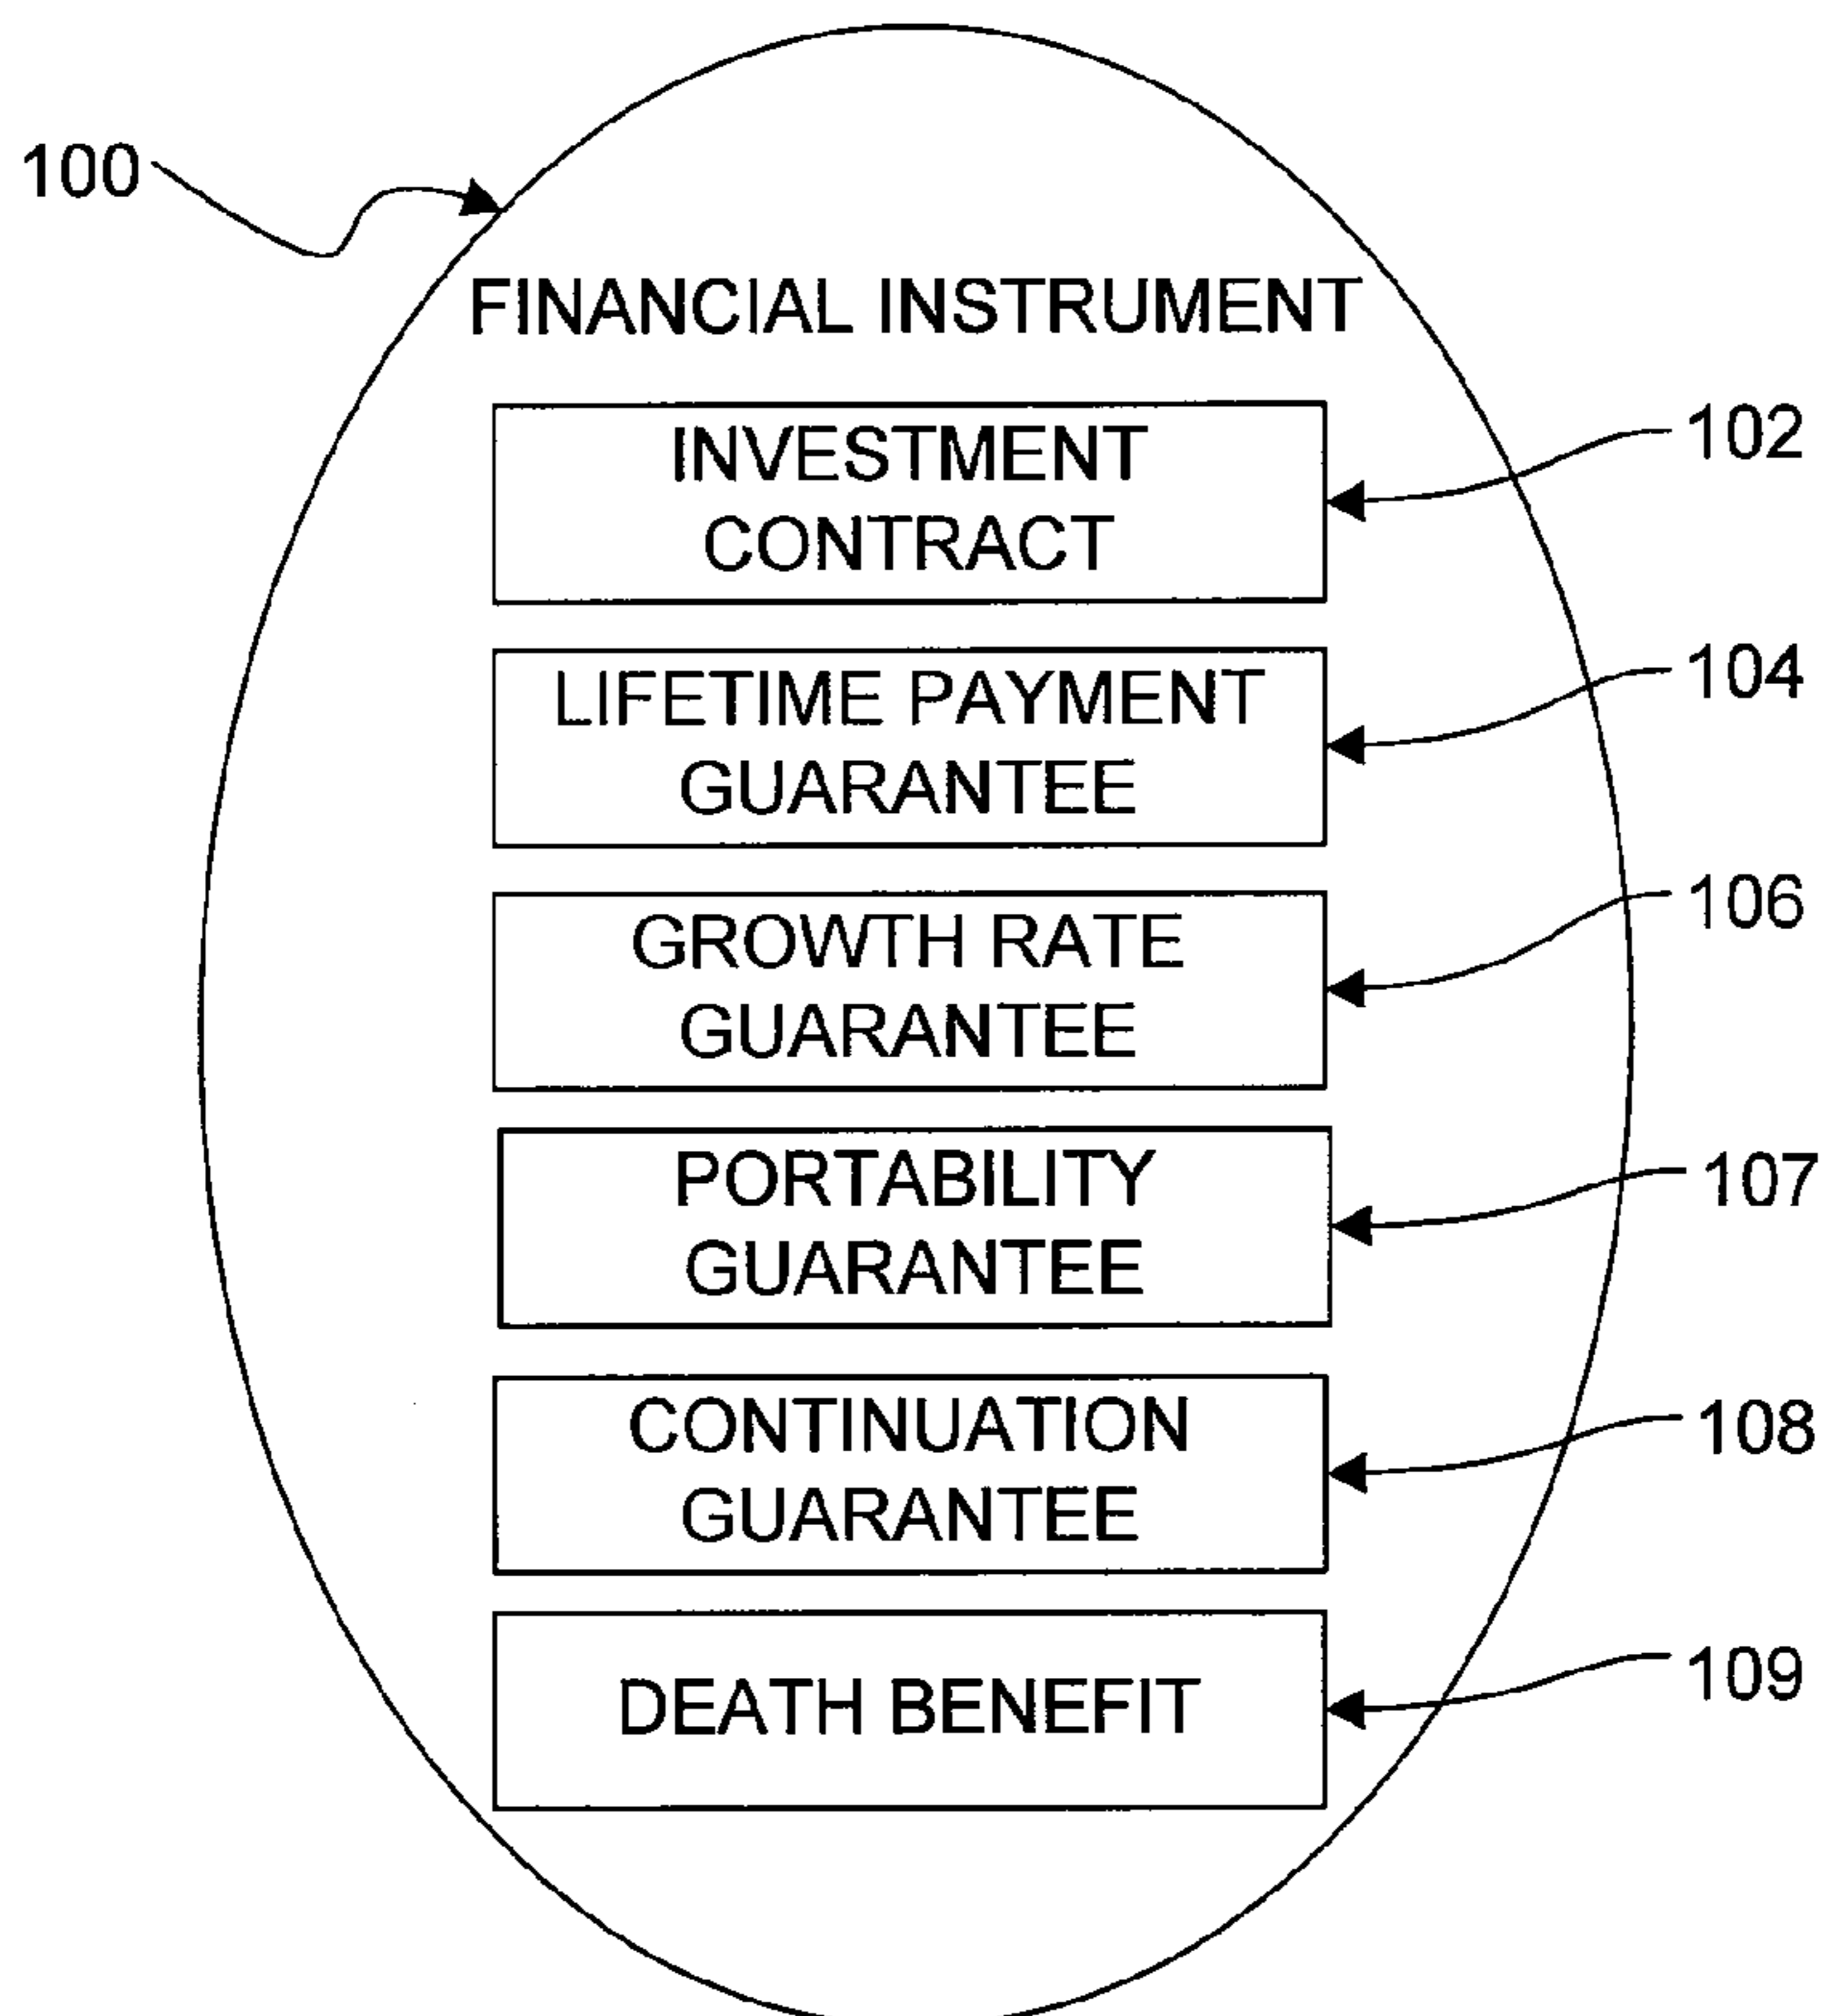 100
FINANCIAL INSTRUMENT
INVESTMENT
CONTRACT
102
LIFETIME PAYMENT
GUARANTEE
104
GROWTH RATE
GUARANTEE
106
PORTABILITY
GUARANTEE
107
CONTINUATION
GUARANTEE
108
DEATH BENEFIT
109